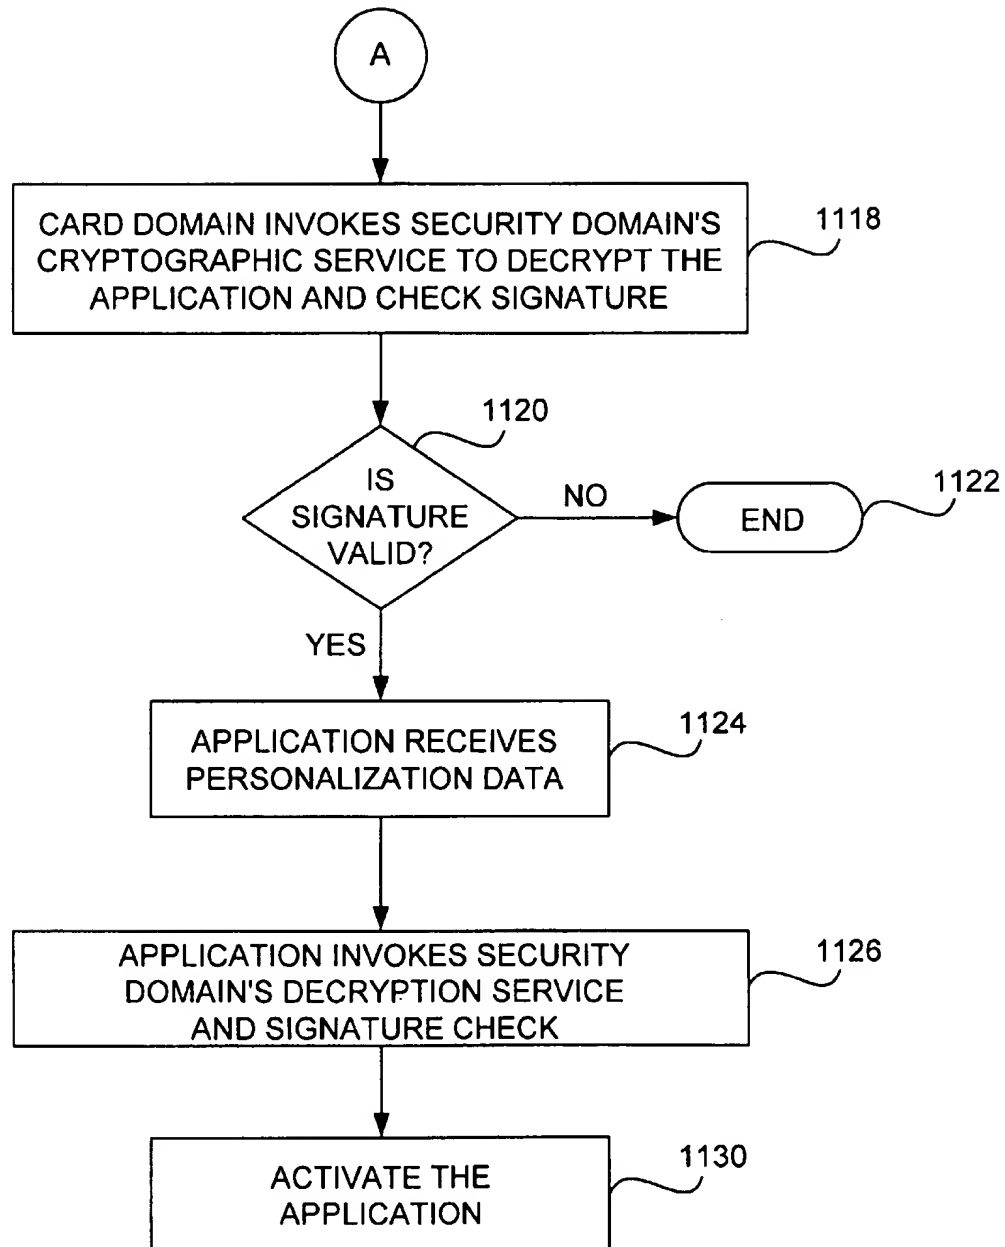 A
CARD DOMAIN INVOKES SECURITY DOMAIN'S
CRYPTOGRAPHIC SERVICE TO DECRYPT THE
APPLICATION AND CHECK SIGNATURE
1118
1120
IS
SIGNATURE
VALID?
NO
END
1122
YES
APPLICATION RECEIVES
PERSONALIZATION DATA
1124
APPLICATION INVOKES SECURITY
DOMAIN'S DECRYPTION SERVICE
AND SIGNATURE CHECK
1126
ACTIVATE THE
APPLICATION
1130